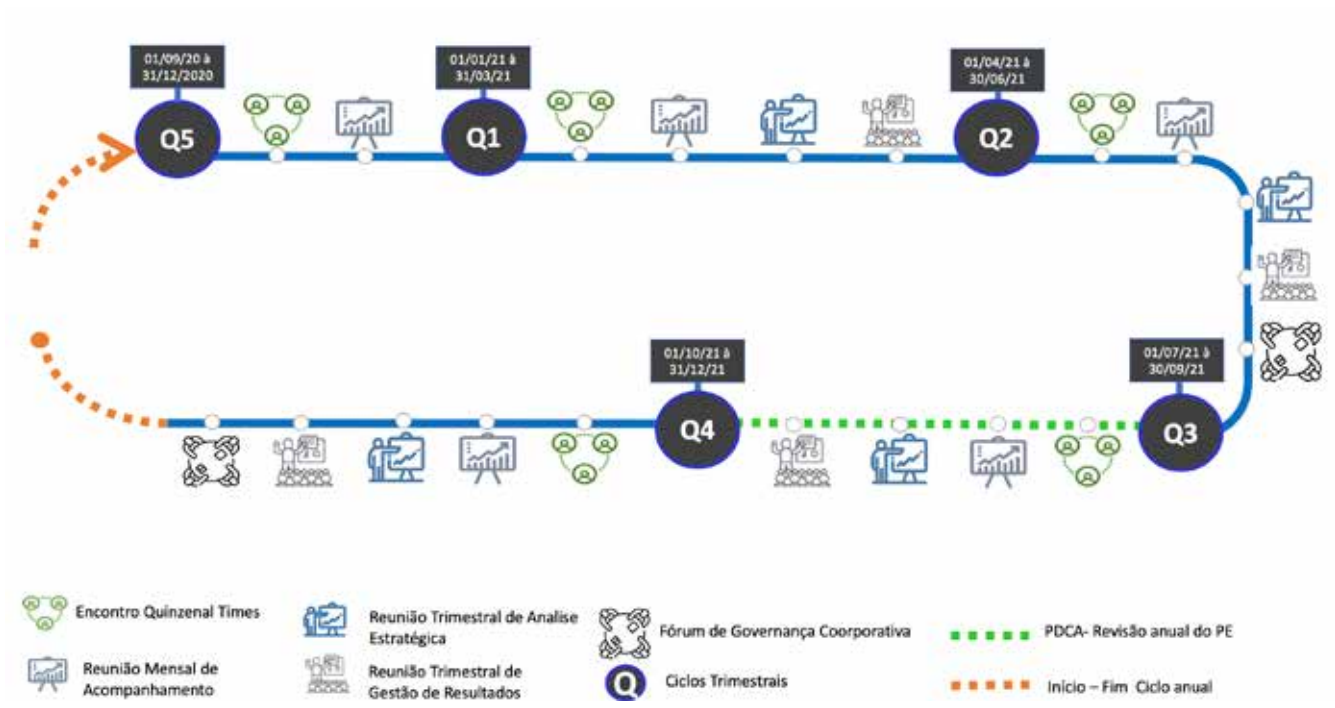 01/09/20 à
31/12/2020
Q5
01/01/21 à
31/03/21
Q1
01/04/21 à
30/06/21
Q2
01/10/21 à
31/12/21
Q4
01/07/21 à
30/09/21
Q3
Encontro Quinzenal Times
Reunião Mensal de
Acompanhamento
Reunião Trimestral de Analise
Estratégica
Reunião Trimestral de
Gestão de Resultados
Fórum de Governança Coorporativa
Q
Ciclos Trimestrais
PDCA- Revisão anual do PE
Início – Fim Ciclo anual